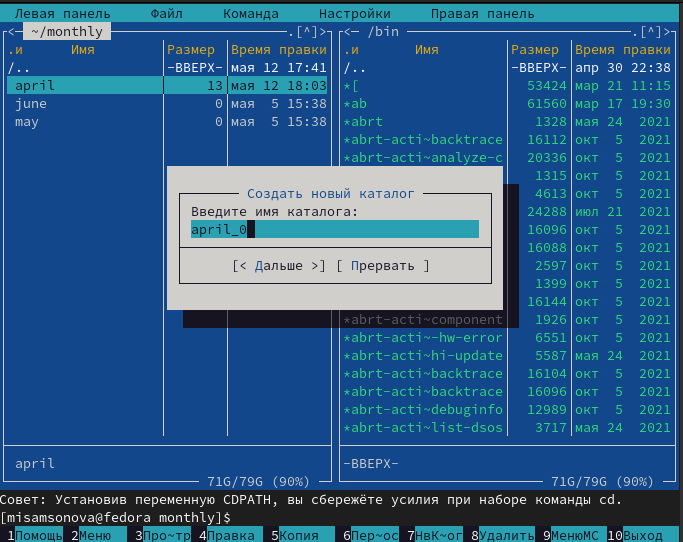 Левая панель Файл Команда Настройки Правая панель
<─ ~/monthly .[^]> <─ /bin .[^]>
.и Имя Размер Время правки .и Имя Размер Время правки
/.. -ВВЕРХ- мая 12 17:41 /.. -ВВЕРХ- апр 30 22:38
april 13 мая 12 18:03 *[ 53424 мар 21 11:15
june 0 мая 5 15:38 *ab 61560 мар 17 19:30
may 0 мая 5 15:38 *abrt 1328 мая 24 2021
*abrt-acti~backtrace 16112 окт 5 2021
*abrt-acti~analyze-c 20336 окт 5 2021
1315 окт 5 2021
Создать новый каталог 4613 окт 5 2021
Введите имя каталога: 24288 июл 21 2021
april_0 16096 окт 5 2021
16088 окт 5 2021
[< Дальше >] [ Прервать ] 2597 окт 5 2021
1399 окт 5 2021
16144 окт 5 2021
*abrt-acti~component 1926 окт 5 2021
*abrt-acti~-hw-error 6551 окт 5 2021
*abrt-acti~hi-update 5587 мая 24 2021
*abrt-acti~backtrace 16104 окт 5 2021
*abrt-acti~backtrace 16096 окт 5 2021
*abrt-acti~debuginfo 12989 окт 5 2021
*abrt-acti~list-dsos 3717 мая 24 2021
april -ВВЕРХ-
71G/79G (90%) 71G/79G (90%)
Совет: Установив переменную CDPATH, вы сбережёте усилия при наборе команды cd.
[misamsonova@fedora monthly]$
1Помощь 2Меню 3Про~тр 4Правка 5Копия 6Пер~ос 7НвК~ог 8Удалить 9МенюМС 10Выход